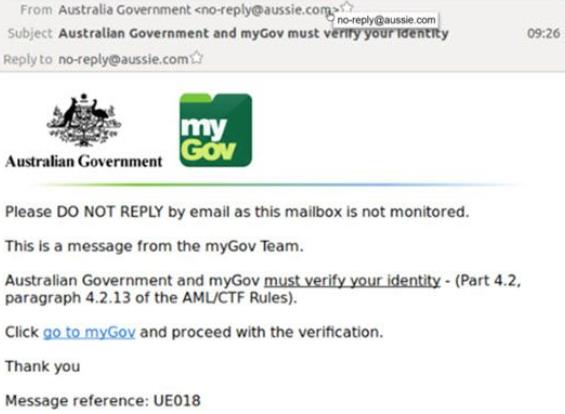 From Australia Government <no-reply@aussie.com>
no-reply@aussie.com
Subject Australian Government and myGov must verify your identity 09:26
Reply to no-reply@aussie.com
my
Gov
Australian Government
Please DO NOT REPLY by email as this mailbox is not monitored.
This is a message from the myGov Team.
Australian Government and myGov must verify your identity - (Part 4.2,
paragraph 4.2.13 of the AML/CTF Rules).
Click go to myGov and proceed with the verification.
Thank you
Message reference: UE018